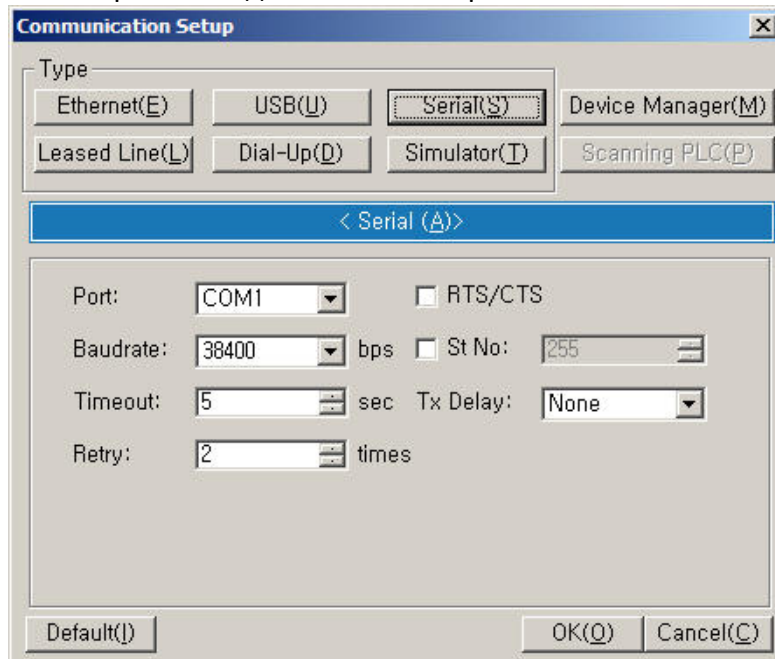 Communication Setup
Type
Ethernet(E) USB(U) Serial(S) Device Manager(M)
Leased Line(L) Dial-Up(D) Simulator(T) Scanning PLC(P)
< Serial (A)>
Port: COM1 RTS/CTS
Baudrate: 38400 bps St No: 255
Timeout: 5 sec Tx Delay: None
Retry: 2 times
Default(I) OK(O) Cancel(C)